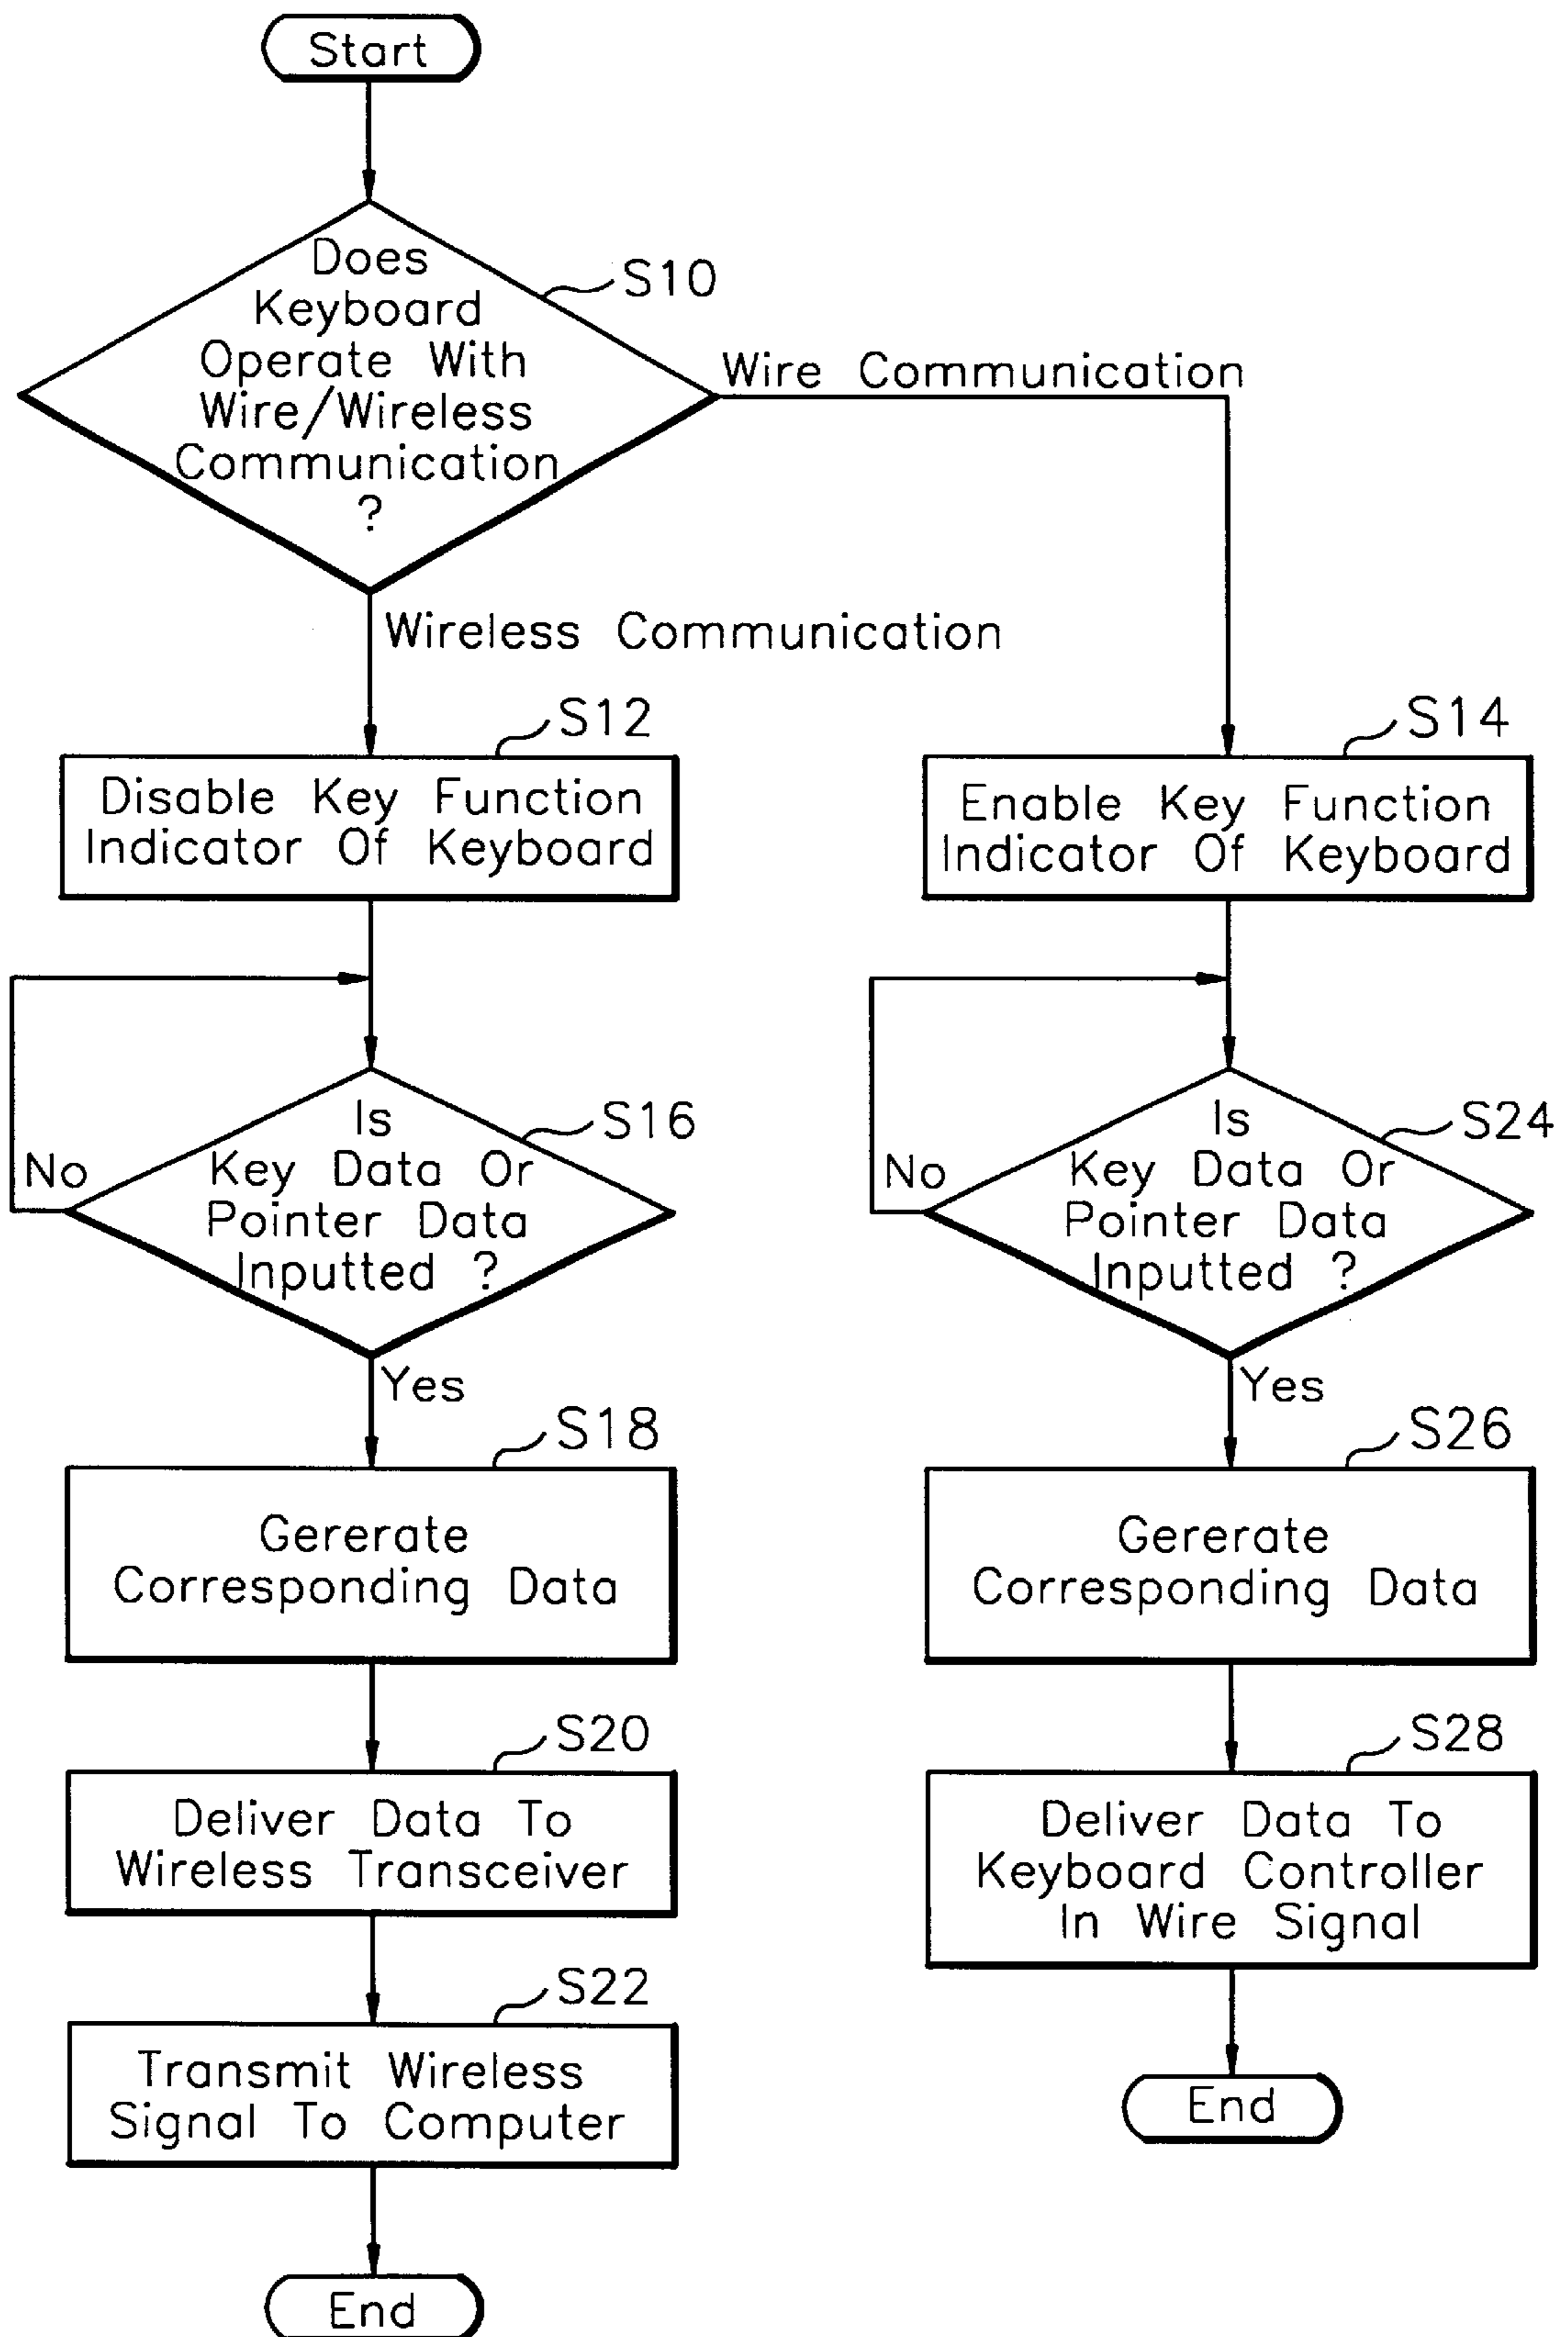 Start
Does
Keyboard
Operate With
Wire/Wireless
Communication
?
S10
Wire Communication
Wireless Communication
S12
Disable Key Function
Indicator Of Keyboard
S14
Enable Key Function
Indicator Of Keyboard
S16
Is
Key Data Or
Pointer Data
Inputted ?
No
Yes
S24
Is
Key Data Or
Pointer Data
Inputted ?
No
Yes
S18
Gererate
Corresponding Data
S26
Gererate
Corresponding Data
S20
Deliver Data To
Wireless Transceiver
S28
Deliver Data To
Keyboard Controller
In Wire Signal
S22
Transmit Wireless
Signal To Computer
End
End